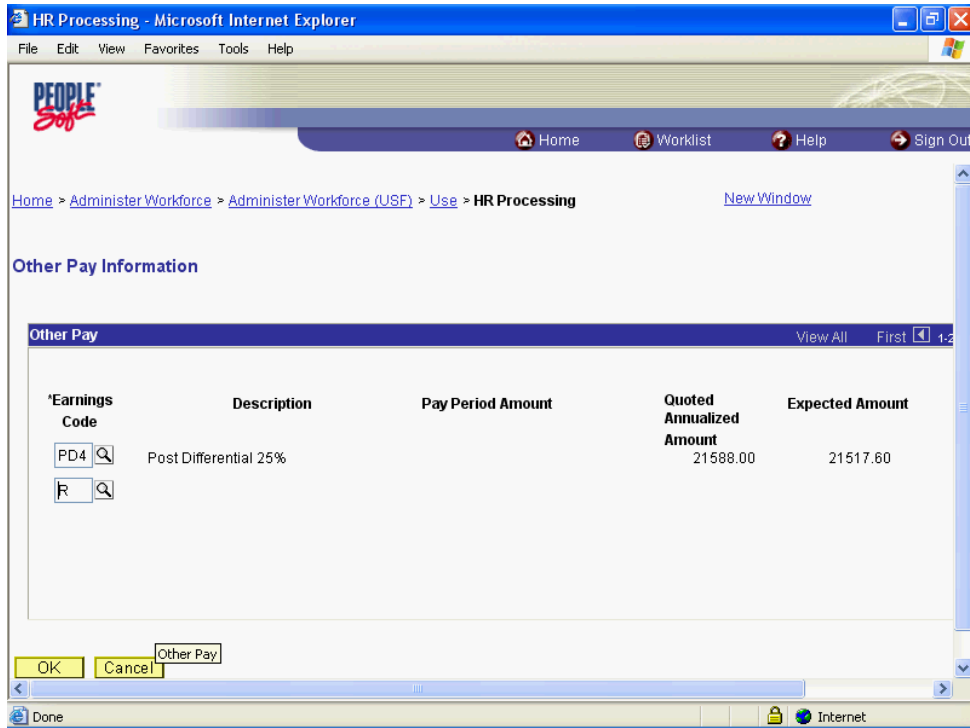 HR Processing - Microsoft Internet Explorer
File Edit View Favorites Tools Help
PEOPLE
Soft
Home Worklist Help Sign Out
Home > Administer Workforce > Administer Workforce (USF) > Use > HR Processing New Window
Other Pay Information
Other Pay View All First 1-2
*Earnings Code Description Pay Period Amount Quoted Annualized Amount Expected Amount
PD4 Post Differential 25% 21588.00 21517.60
R
Other Pay
OK Cancel
Done Internet